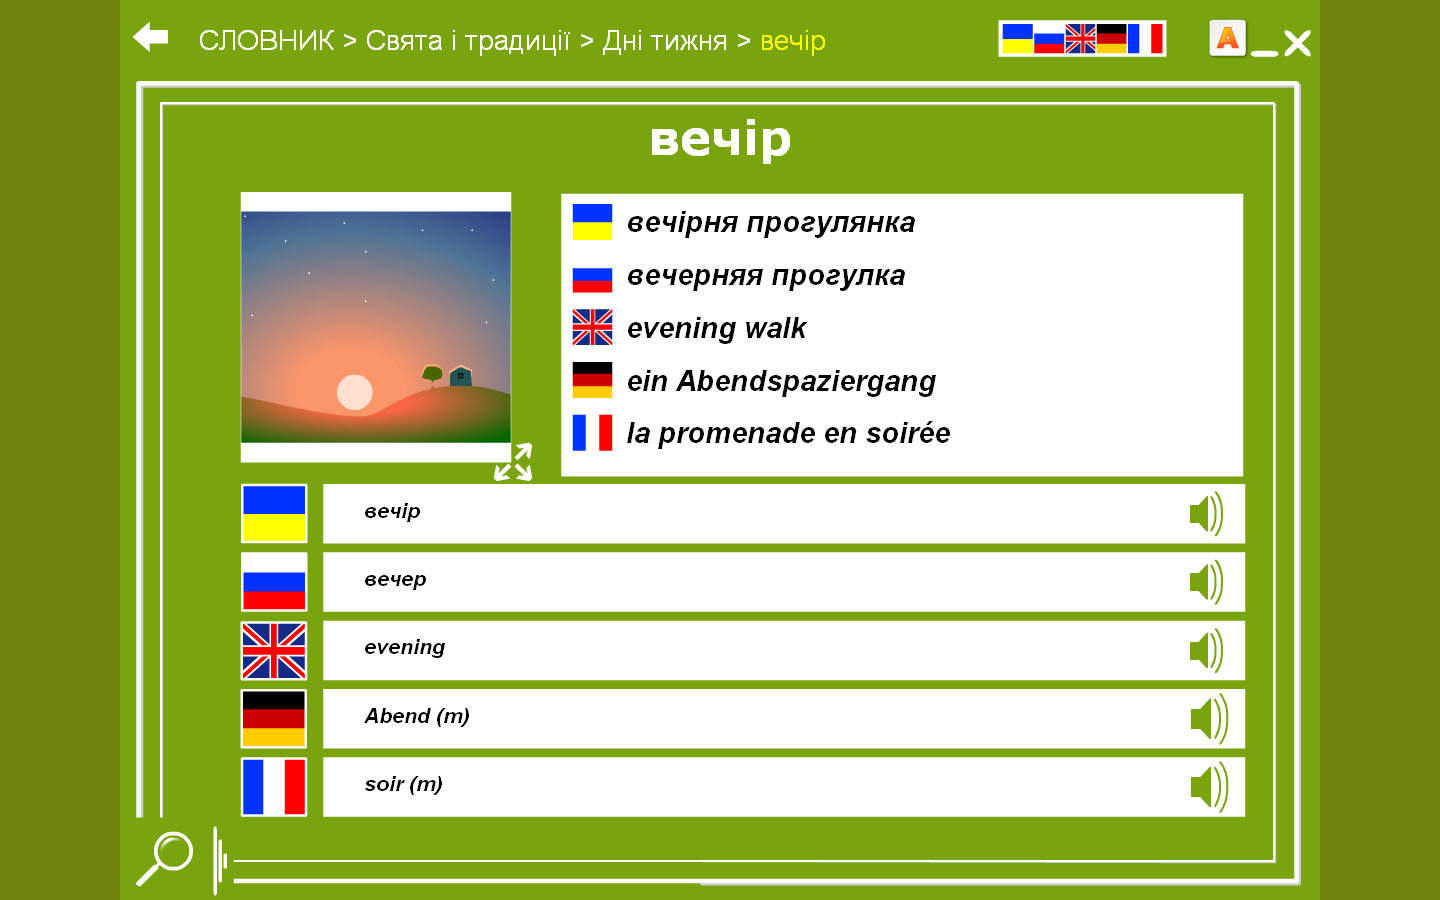 СЛОВНИК > Свята і традиції > Дні тижня > вечір
A
вечір
вечірня прогулянка
вечерняя прогулка
evening walk
ein Abendspaziergang
la promenade en soirée
вечір
вечер
evening
Abend (m)
soir (m)